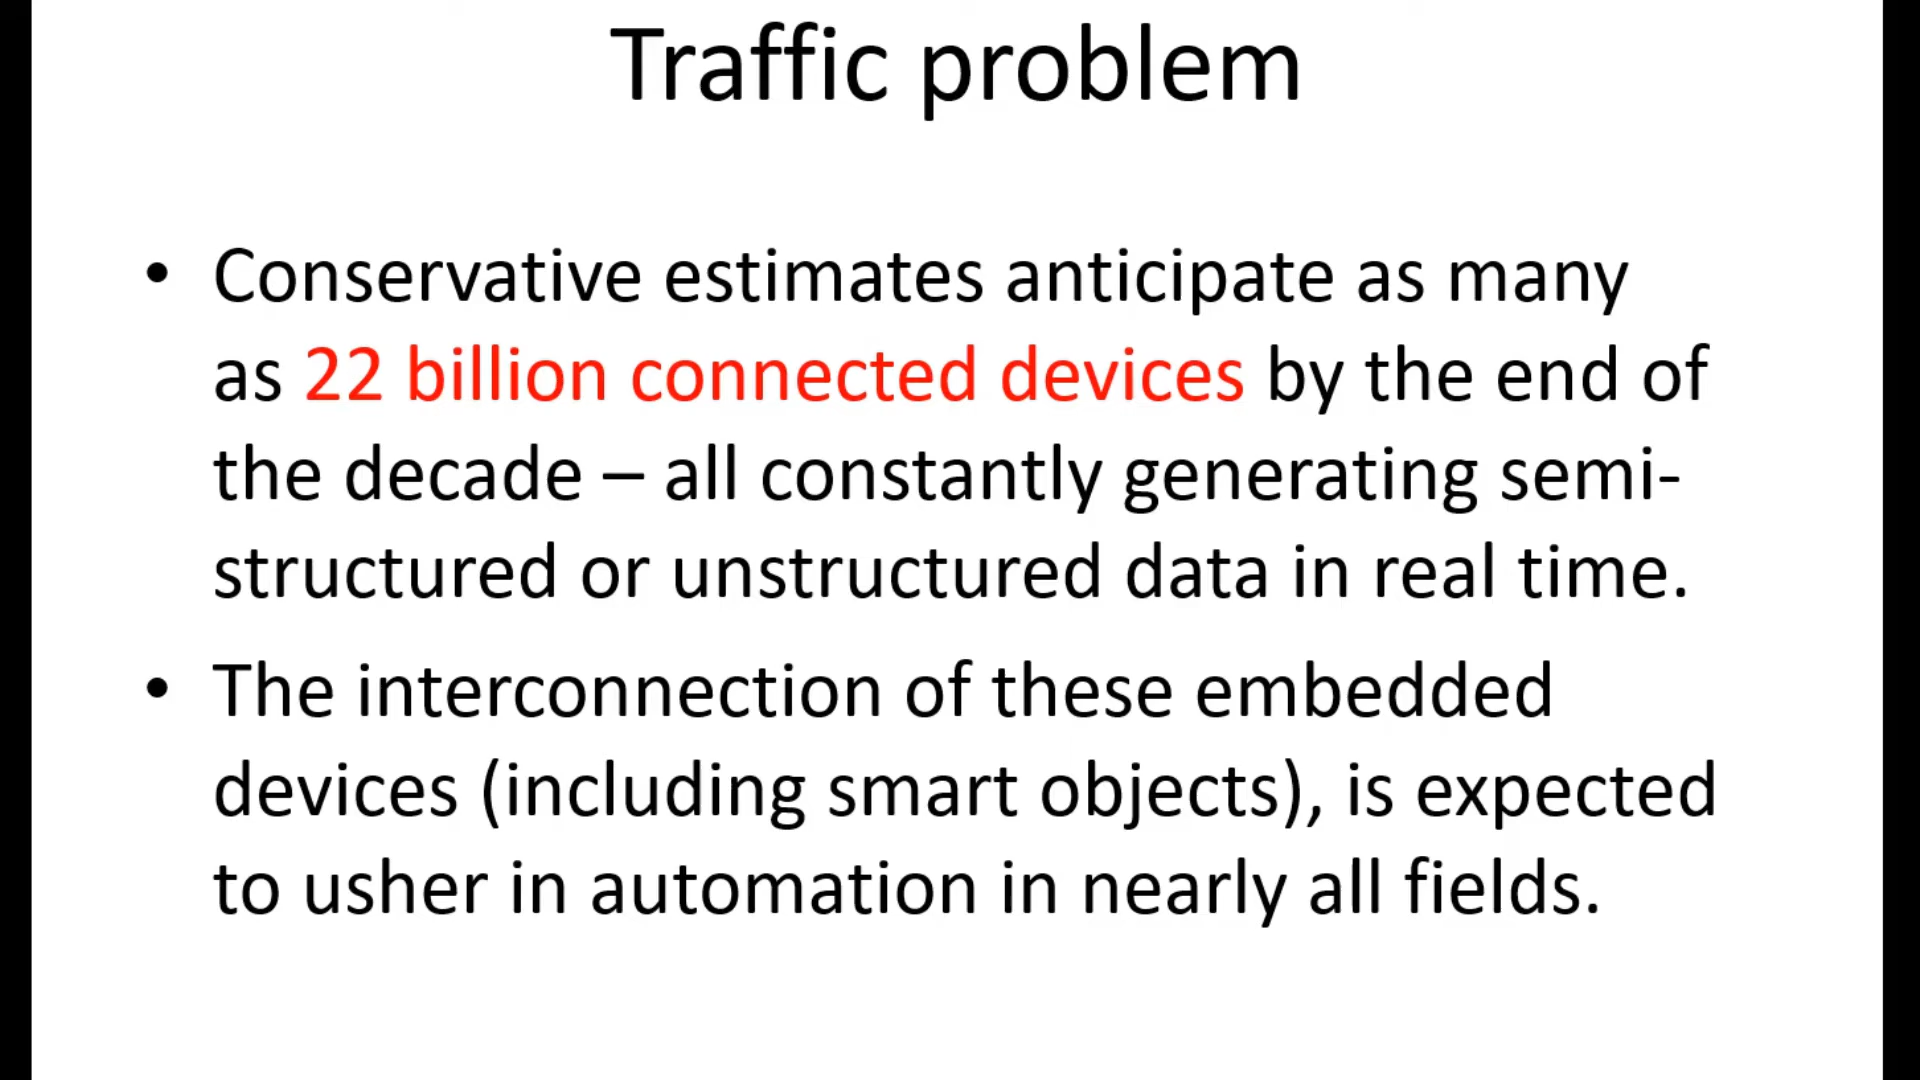 Traffic problem
• Conservative estimates anticipate as many
as 22 billion connected devices by the end of
the decade – all constantly generating semi-
structured or unstructured data in real time.
• The interconnection of these embedded
devices (including smart objects), is expected
to usher in automation in nearly all fields.